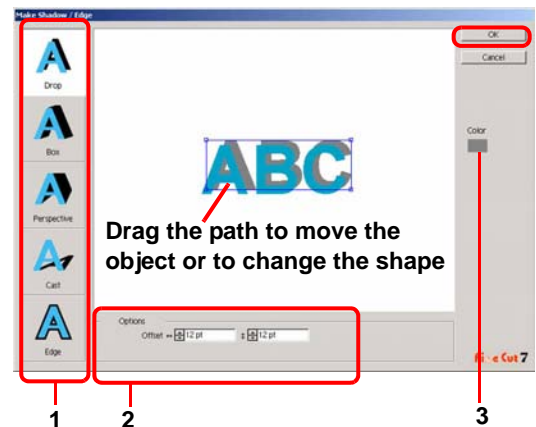 Make Shadow / Edge
OK
Cancel
Drop
Box
Perspective
Cast
Edge
Color
ABC
Drag the path to move the
object or to change the shape
Options
Offset ↔ 12 pt ↕ 12 pt
Fine Cut 7
1
2
3